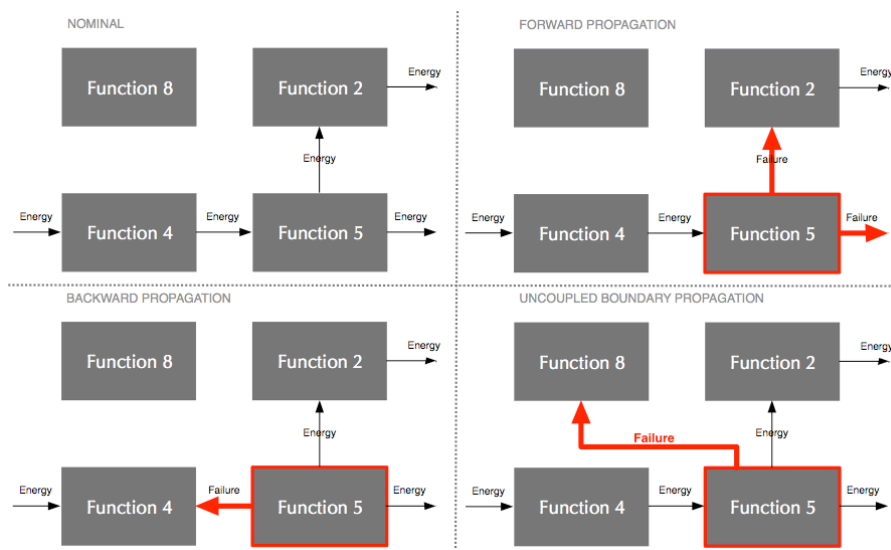 NOMINAL
Function 8
Function 2
Energy
Energy
Energy
Function 4
Energy
Function 5
Energy
FORWARD PROPAGATION
Function 8
Function 2
Energy
Failure
Energy
Function 4
Energy
Function 5
Failure
BACKWARD PROPAGATION
Function 8
Function 2
Energy
Energy
Energy
Function 4
Failure
Function 5
Energy
UNCOUPLED BOUNDARY PROPAGATION
Function 8
Function 2
Energy
Failure
Energy
Energy
Function 4
Energy
Function 5
Energy